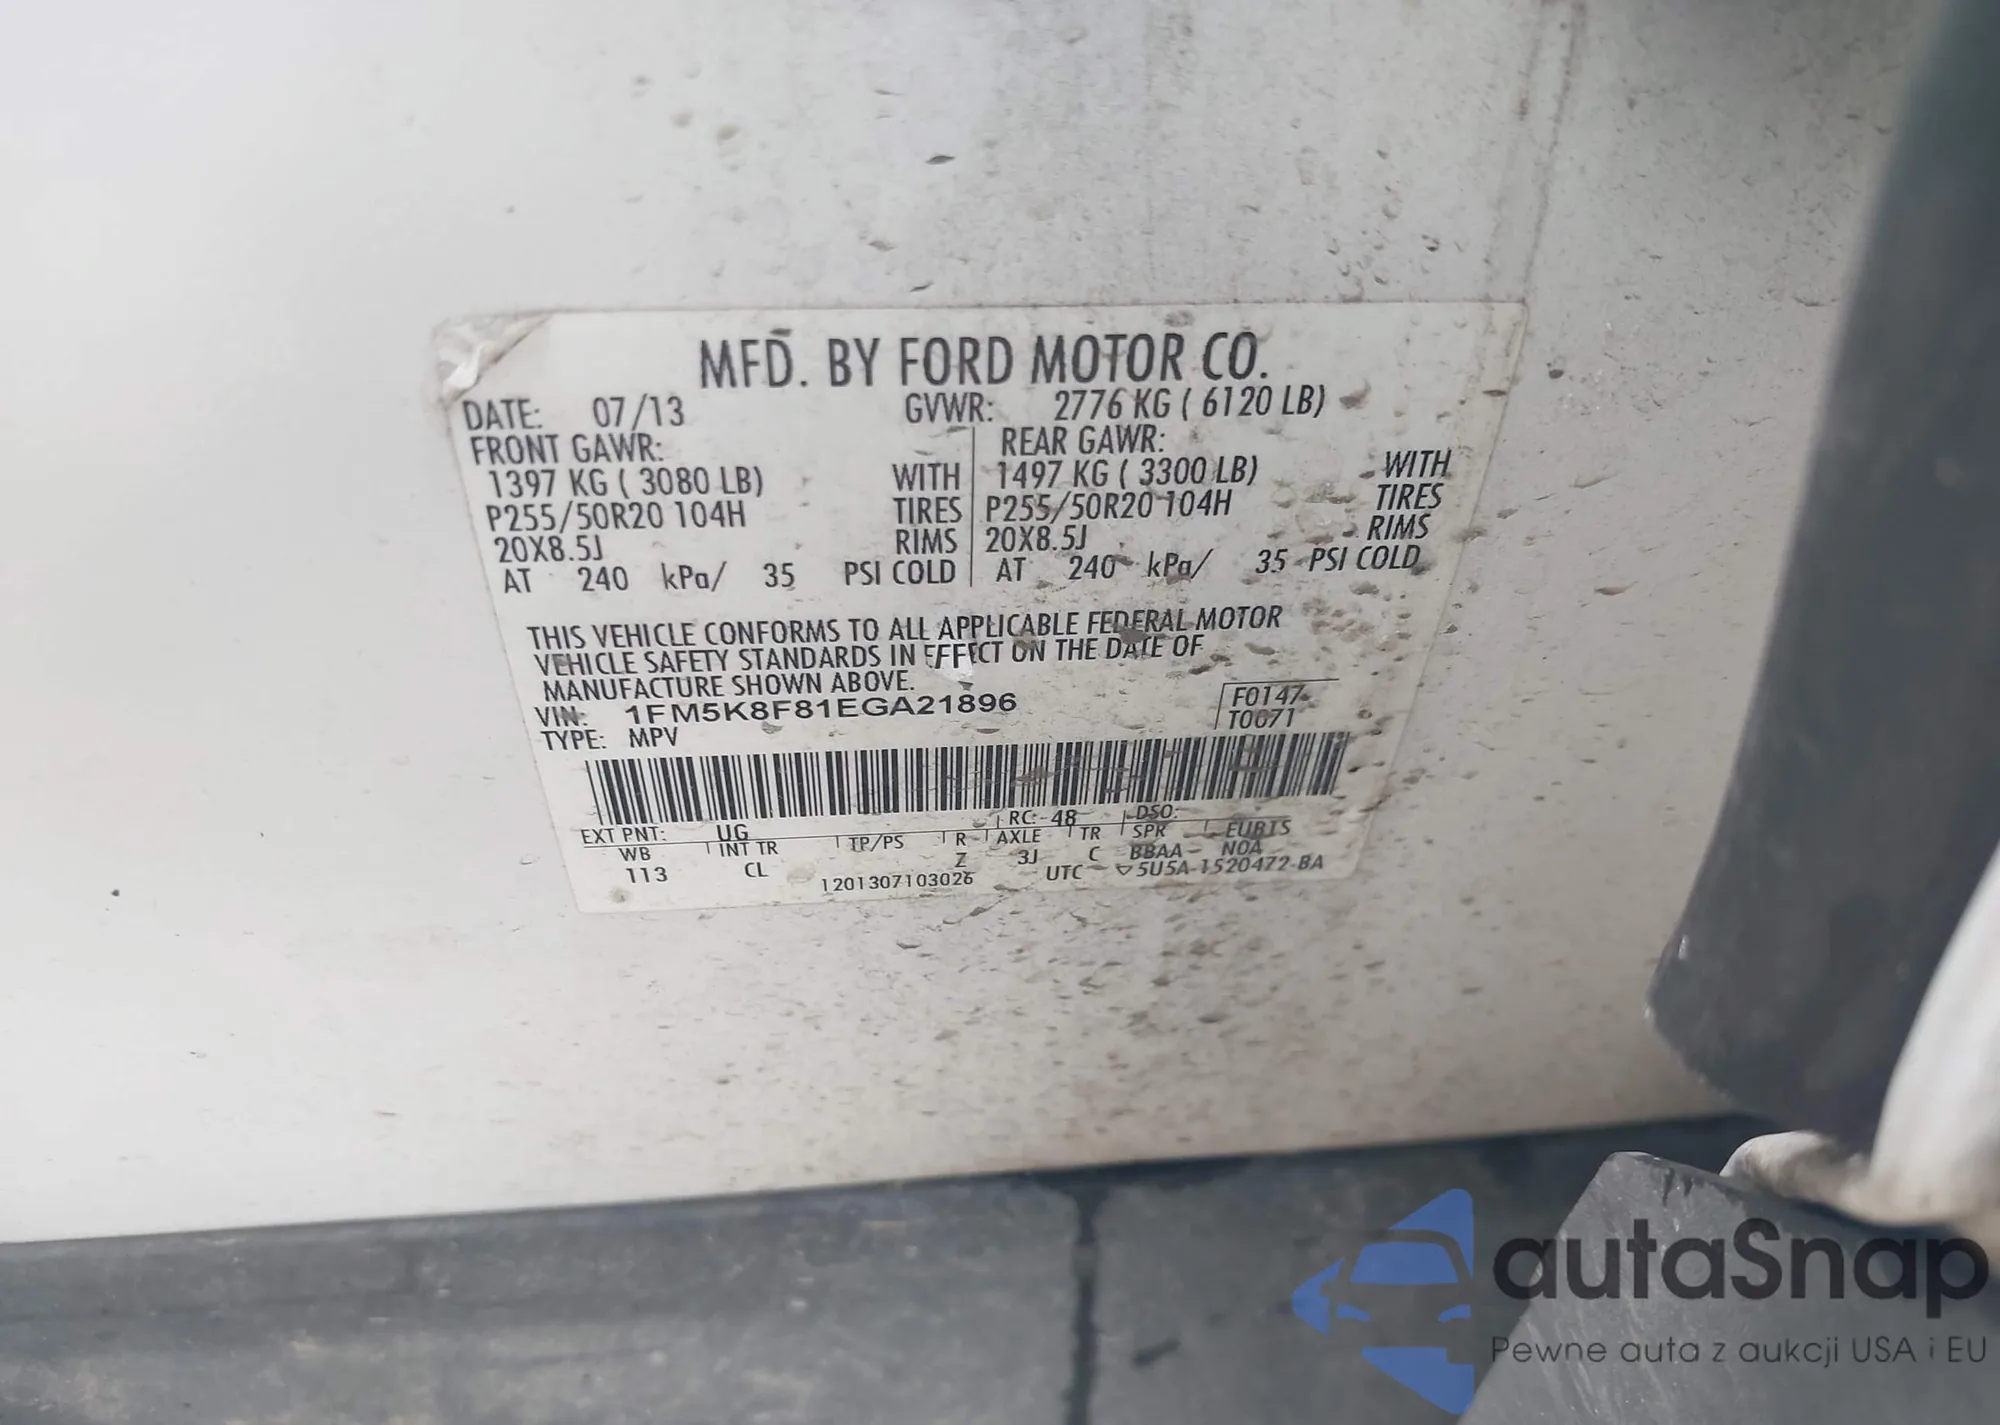 MFD. BY FORD MOTOR CO.
DATE: 07/13 GVWR: 2776 KG ( 6120 LB)
FRONT GAWR: REAR GAWR:
1397 KG ( 3080 LB) WITH 1497 KG ( 3300 LB) WITH
P255/50R20 104H TIRES P255/50R20 104H TIRES
20X8.5J RIMS 20X8.5J RIMS
AT 240 kPa/ 35 PSI COLD AT 240 kPa/ 35 PSI COLD
THIS VEHICLE CONFORMS TO ALL APPLICABLE FEDERAL MOTOR
VEHICLE SAFETY STANDARDS IN EFFECT ON THE DATE OF
MANUFACTURE SHOWN ABOVE.
VIN: 1FM5K8F81EGA21896 F0147
TYPE: MPV T0071
EXT PNT: UG RC: 48 DSO:
WB INT TR TP/PS R AXLE TR SPR EURTS
113 CL Z 3J C BBAA NOA
1201307103026 UTC ▽5U5A-1520472-BA
autaSnap
Pewne auta z aukcji USA i EU